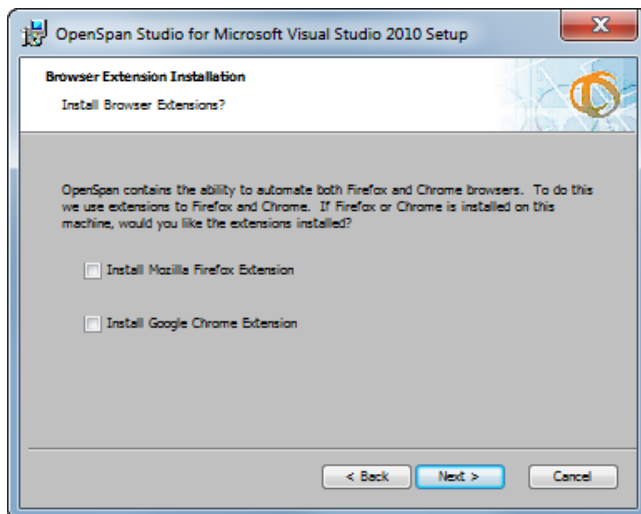 OpenSpan Studio for Microsoft Visual Studio 2010 Setup
X
Browser Extension Installation
Install Browser Extensions?
OpenSpan contains the ability to automate both Firefox and Chrome browsers. To do this
we use extensions to Firefox and Chrome. If Firefox or Chrome is installed on this
machine, would you like the extensions installed?
Install Mozilla Firefox Extension
Install Google Chrome Extension
< Back
Next >
Cancel